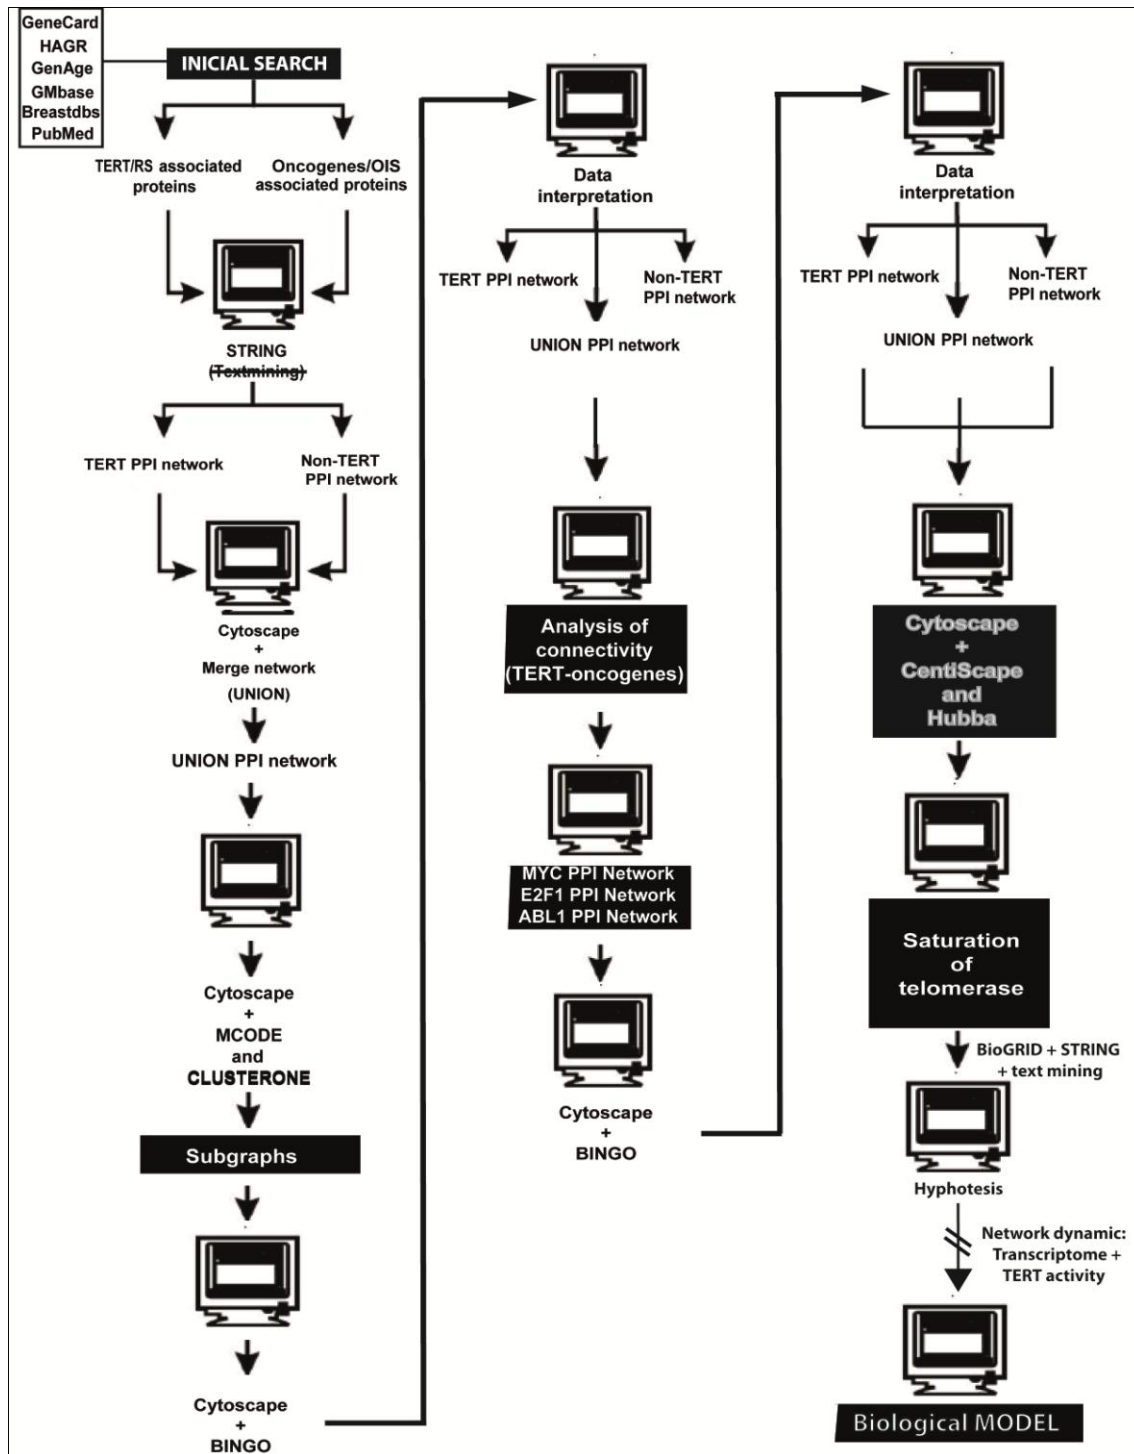 GeneCard
HAGR
GenAge
GMbase
Breastdbs
PubMed
INICIAL SEARCH
TERT/RS associated
proteins
Oncogenes/OIS
associated proteins
STRING
(Textmining)
TERT PPI network
Non-TERT
PPI network
Cytoscape
+
Merge network
(UNION)
UNION PPI network
Cytoscape
+
MCODE
and
CLUSTERONE
Subgraphs
Cytoscape
+
BINGO
Data
interpretation
TERT PPI network
Non-TERT
PPI network
UNION PPI network
Analysis of
connectivity
(TERT-oncogenes)
MYC PPI Network
E2F1 PPI Network
ABL1 PPI Network
Cytoscape
+
BINGO
Data
interpretation
TERT PPI network
Non-TERT
PPI network
UNION PPI network
Cytoscape
+
CentiScape
and
Hubba
Saturation
of
telomerase
BioGRID + STRING
+ text mining
Hyphotesis
Network dynamic:
Transcriptome +
TERT activity
Biological MODEL